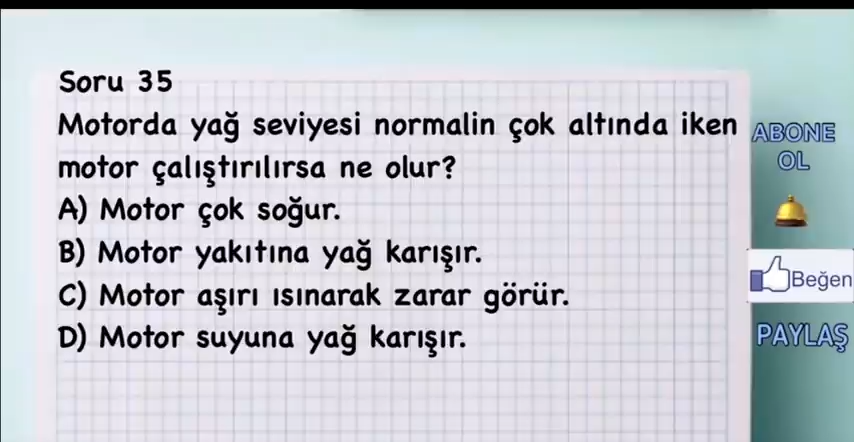 Soru 35
Motorda yağ seviyesi normalin çok altında iken
motor çalıştırılırsa ne olur?
A) Motor çok soğur.
B) Motor yakıtına yağ karışır.
C) Motor aşırı ısınarak zarar görür.
D) Motor suyuna yağ karışır.
ABONE
OL
Beğen
PAYLAŞ